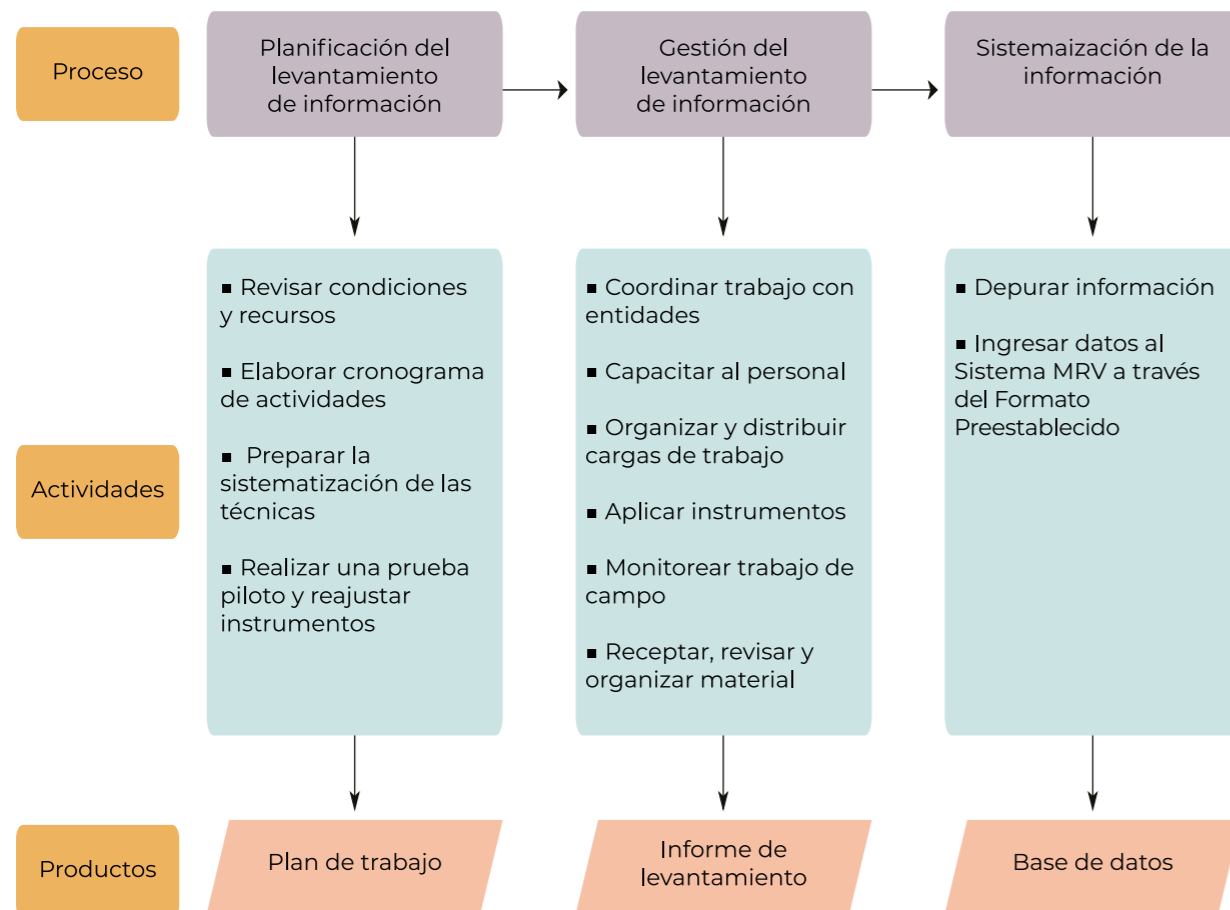 Proceso
Planificación del
levantamiento
de información
Gestión del
levantamiento
de información
Sistemaización de la
información
Actividades
▪ Revisar condiciones
y recursos
▪ Elaborar cronograma
de actividades
▪ Preparar la
sistematización de las
técnicas
▪ Realizar una prueba
piloto y reajustar
instrumentos
▪ Coordinar trabajo con
entidades
▪ Capacitar al personal
▪ Organizar y distribuir
cargas de trabajo
▪ Aplicar instrumentos
▪ Monitorear trabajo de
campo
▪ Receptar, revisar y
organizar material
▪ Depurar información
▪ Ingresar datos al
Sistema MRV a través
del Formato
Preestablecido
Productos
Plan de trabajo
Informe de
levantamiento
Base de datos